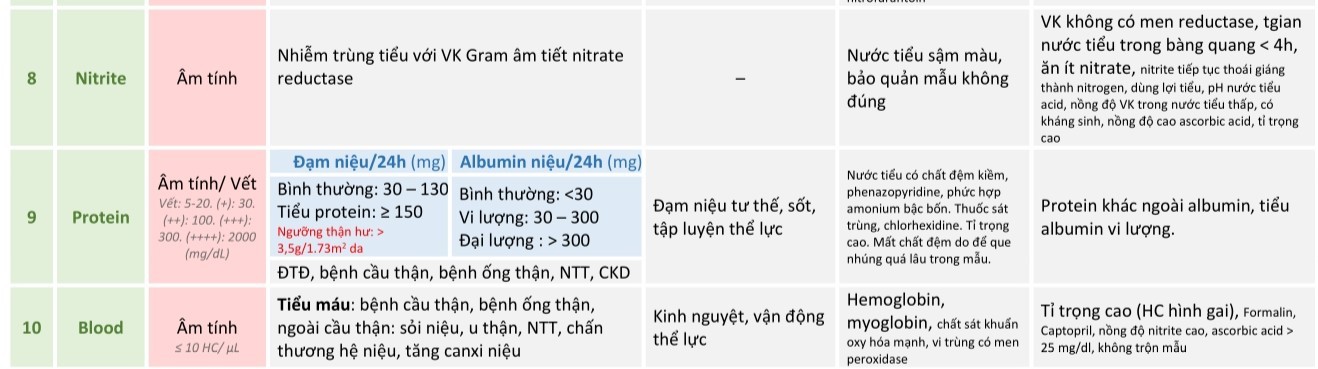 8
Nitrite
Âm tính
Nhiễm trùng tiểu với VK Gram âm tiết nitrate
reductase
–
Nước tiểu sậm màu,
bảo quản mẫu không
đúng
VK không có men reductase, tgian
nước tiểu trong bàng quang < 4h,
ăn ít nitrate, nitrite tiếp tục thoái giáng
thành nitrogen, dùng lợi tiểu, pH nước tiểu
acid, nồng độ VK trong nước tiểu thấp, có
kháng sinh, nồng độ cao ascorbic acid, tỉ trọng
cao
9
Protein
Âm tính/ Vết
Vết: 5-20. (+): 30.
(++): 100. (+++):
300. (++++): 2000
(mg/dL)
Đạm niệu/24h (mg)
Bình thường: 30 – 130
Tiểu protein: ≥ 150
Ngưỡng thận hư: >
3,5g/1.73m² da
Albumin niệu/24h (mg)
Bình thường: <30
Vi lượng: 30 – 300
Đại lượng : > 300
ĐTĐ, bệnh cầu thận, bệnh ống thận, NTT, CKD
Đạm niệu tư thế, sốt,
tập luyện thể lực
Nước tiểu có chất đệm kiềm,
phenazopyridine, phức hợp
amonium bậc bốn. Thuốc sát
trùng, chlorhexidine. Tỉ trọng
cao. Mất chất đệm do để que
nhúng quá lâu trong mẫu.
Protein khác ngoài albumin, tiểu
albumin vi lượng.
10
Blood
Âm tính
≤ 10 HC/ μL
Tiểu máu: bệnh cầu thận, bệnh ống thận,
ngoài cầu thận: sỏi niệu, u thận, NTT, chấn
thương hệ niệu, tăng canxi niệu
Kinh nguyệt, vận động
thể lực
Hemoglobin,
myoglobin, chất sát khuẩn
oxy hóa mạnh, vi trùng có men
peroxidase
Tỉ trọng cao (HC hình gai), Formalin,
Captopril, nồng độ nitrite cao, ascorbic acid >
25 mg/dl, không trộn mẫu